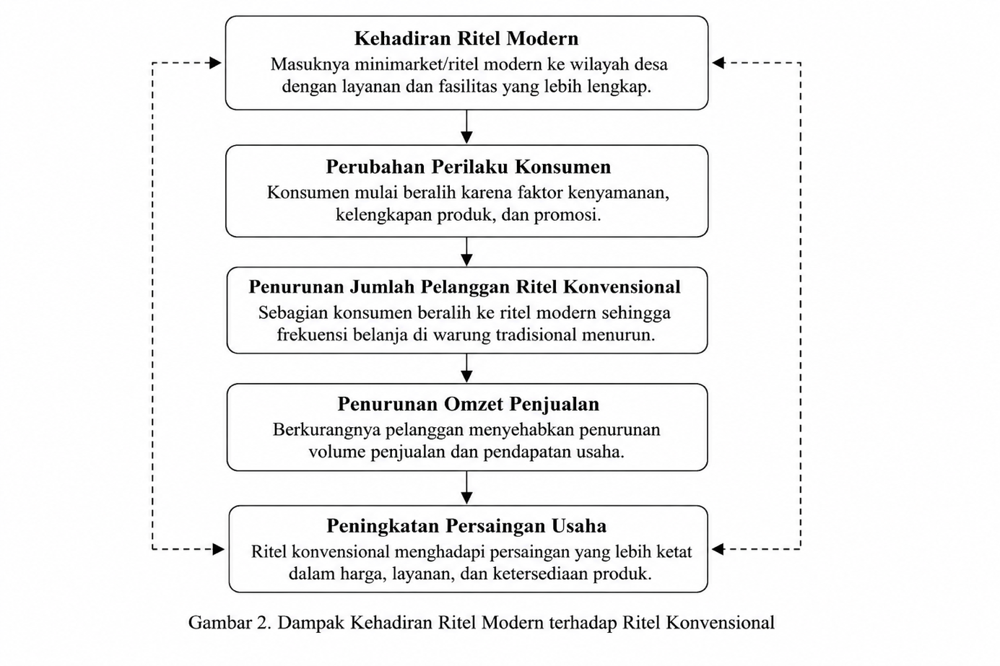 Kehadiran Ritel Modern
Masuknya minimarket/ritel modern ke wilayah desa
dengan layanan dan fasilitas yang lebih lengkap.
Perubahan Perilaku Konsumen
Konsumen mulai beralih karena faktor kenyamanan,
kelengkapan produk, dan promosi.
Penurunan Jumlah Pelanggan Ritel Konvensional
Sebagian konsumen beralih ke ritel modern sehingga
frekuensi belanja di warung tradisional menurun.
Penurunan Omzet Penjualan
Berkurangnya pelanggan menyehabkan penurunan
volume penjualan dan pendapatan usaha.
Peningkatan Persaingan Usaha
Ritel konvensional menghadapi persaingan yang lebih ketat
dalam harga, layanan, dan ketersediaan produk.
Gambar 2. Dampak Kehadiran Ritel Modern terhadap Ritel Konvensional